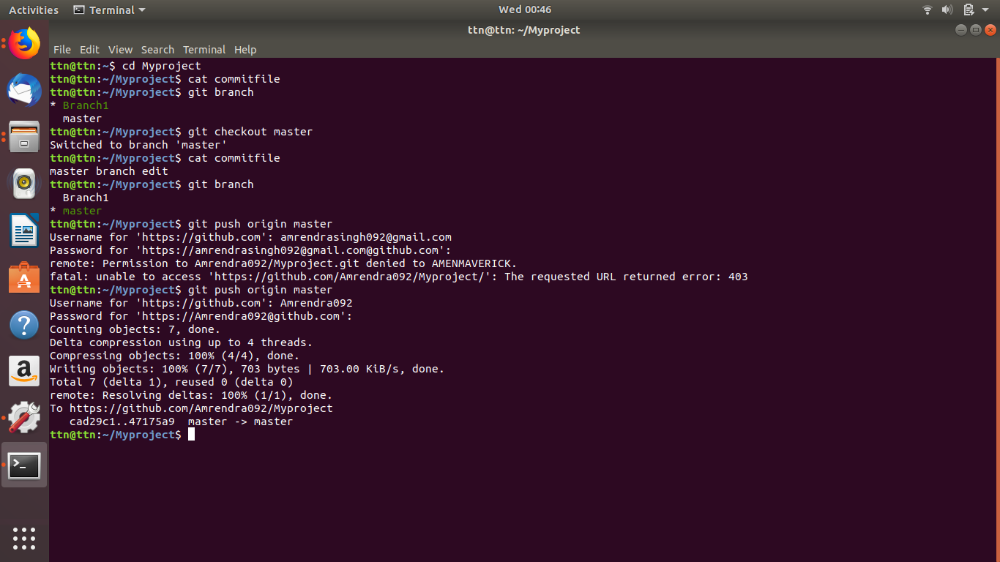 Activities Terminal Wed 00:46
ttn@ttn: ~/Myproject
File Edit View Search Terminal Help
ttn@ttn:~$ cd Myproject
ttn@ttn:~/Myproject$ cat commitfile
ttn@ttn:~/Myproject$ git branch
* Branch1
  master
ttn@ttn:~/Myproject$ git checkout master
Switched to branch 'master'
ttn@ttn:~/Myproject$ cat commitfile
master branch edit
ttn@ttn:~/Myproject$ git branch
  Branch1
* master
ttn@ttn:~/Myproject$ git push origin master
Username for 'https://github.com': amrendrasingh092@gmail.com
Password for 'https://amrendrasingh092@gmail.com@github.com':
remote: Permission to Amrendra092/Myproject.git denied to AMENMAVERICK.
fatal: unable to access 'https://github.com/Amrendra092/Myproject/': The requested URL returned error: 403
ttn@ttn:~/Myproject$ git push origin master
Username for 'https://github.com': Amrendra092
Password for 'https://Amrendra092@github.com':
Counting objects: 7, done.
Delta compression using up to 4 threads.
Compressing objects: 100% (4/4), done.
Writing objects: 100% (7/7), 703 bytes | 703.00 KiB/s, done.
Total 7 (delta 1), reused 0 (delta 0)
remote: Resolving deltas: 100% (1/1), done.
To https://github.com/Amrendra092/Myproject
   cad29c1..47175a9  master -> master
ttn@ttn:~/Myproject$